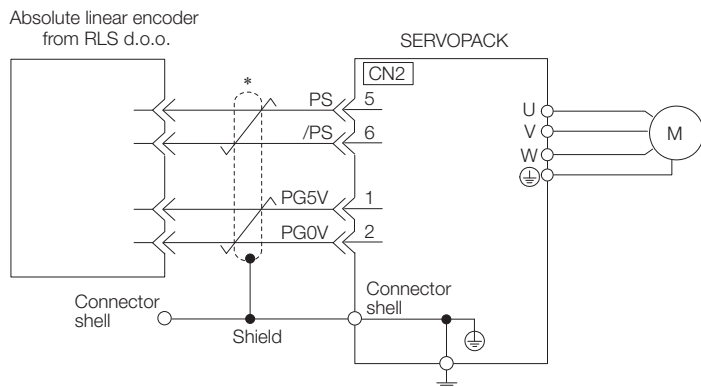 Absolute linear encoder
from RLS d.o.o.
SERVOPACK
CN2
*
PS 5
/PS 6
PG5V 1
PG0V 2
U
V
W
M
Connector
shell
Shield
Connector
shell